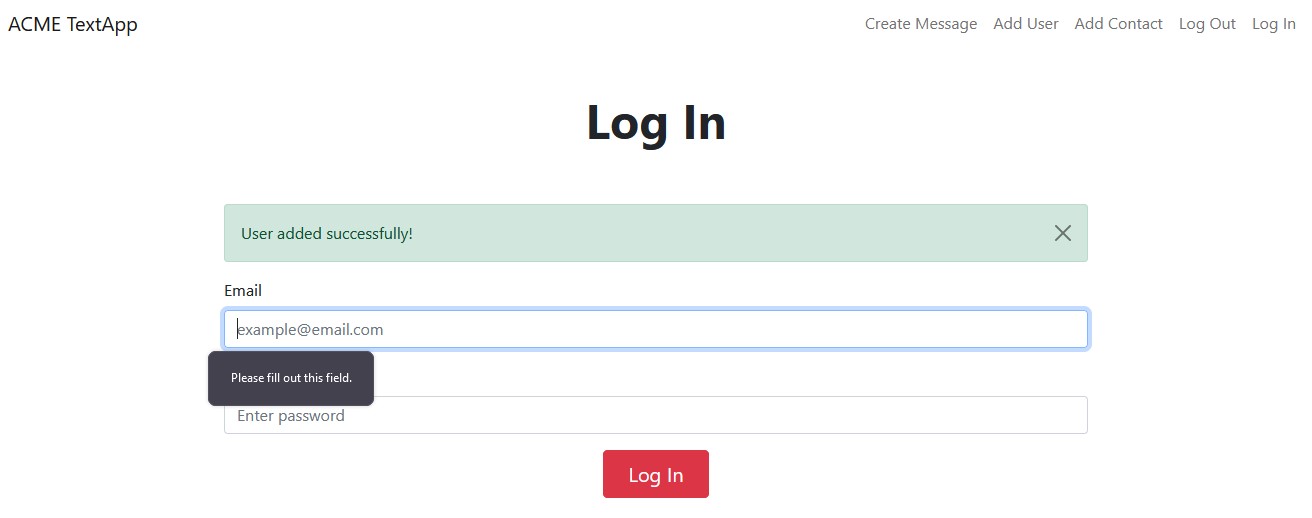 ACME TextApp
Create Message Add User Add Contact Log Out Log In
Log In
User added successfully!
Email
example@email.com
Please fill out this field.
Enter password
Log In